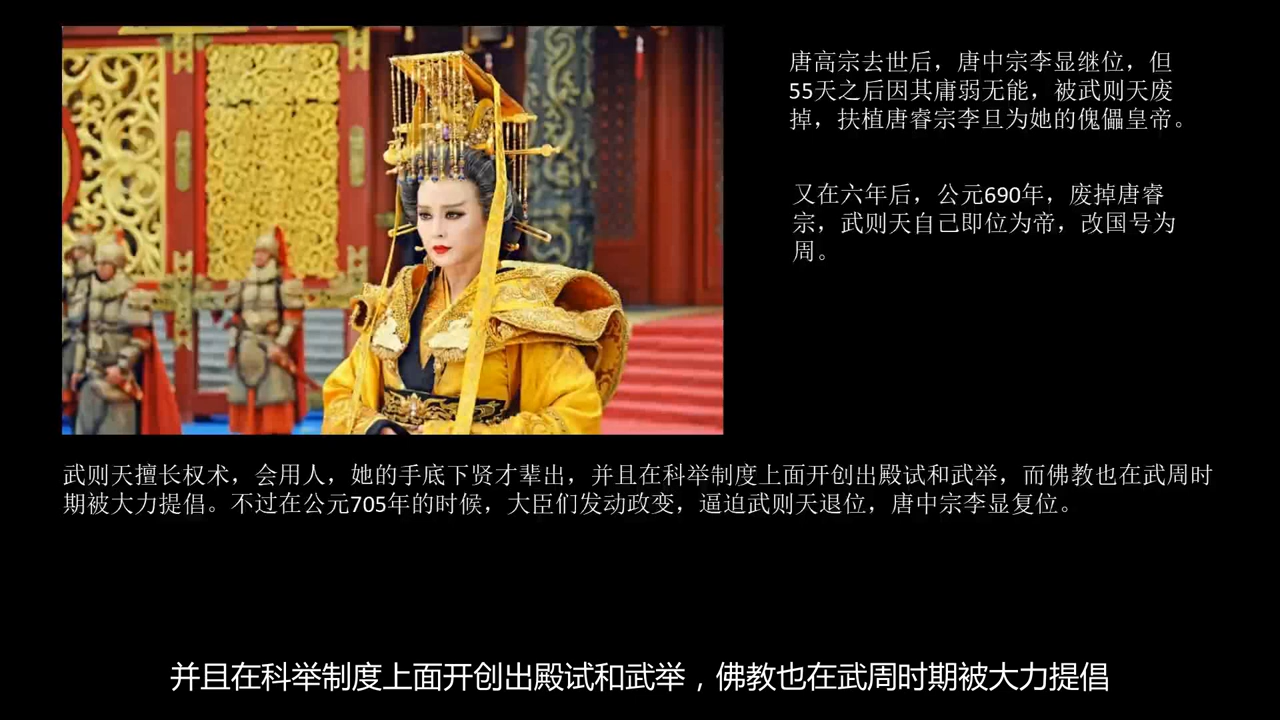 唐高宗去世后，唐中宗李显继位，但
55天之后因其庸弱无能，被武则天废
掉，扶植唐睿宗李旦为她的傀儡皇帝。
又在六年后，公元690年，废掉唐睿
宗，武则天自己即位为帝，改国号为
周。
武则天擅长权术，会用人，她的手底下贤才辈出，并且在科举制度上面开创出殿试和武举，而佛教也在武周时
期被大力提倡。不过在公元705年的时候，大臣们发动政变，逼迫武则天退位，唐中宗李显复位。
并且在科举制度上面开创出殿试和武举，佛教也在武周时期被大力提倡